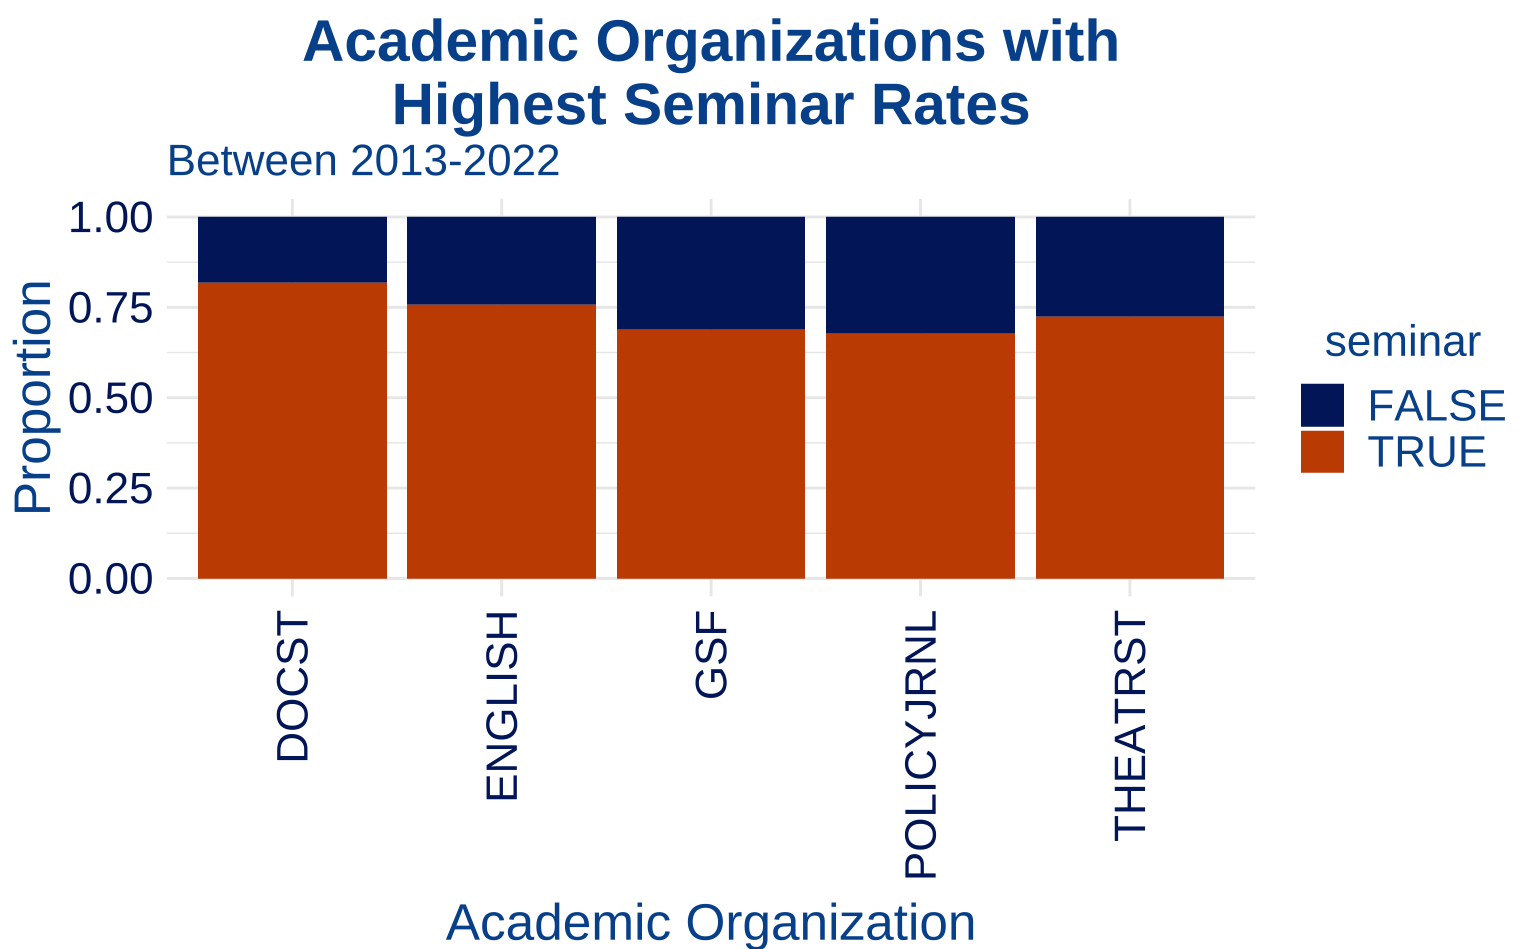 Academic Organizations with
Highest Seminar Rates
Between 2013-2022
Proportion
1.00
0.75
0.50
0.25
0.00
seminar
FALSE
TRUE
DOCST
ENGLISH
GSF
POLICYJRNL
THEATRST
Academic Organization